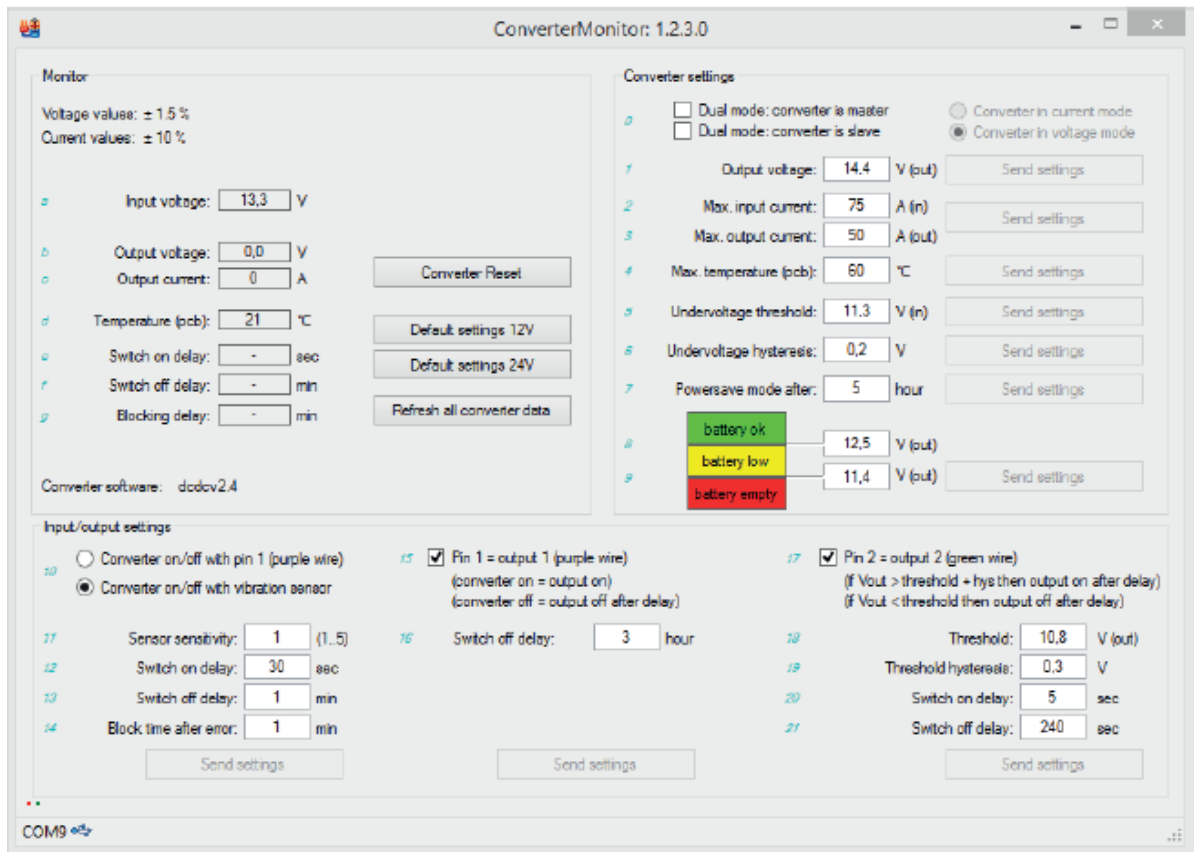 ConverterMonitor: 1.2.3.0
Monitor
Voltage values: ± 1.5 %
Current values: ± 10 %
a Input voltage: 13,3 V
b Output voltage: 0,0 V
c Output current: 0 A
d Temperature (pcb): 21 °C
e Switch on delay: - sec
f Switch off delay: - min
g Blocking delay: - min
Converter Reset
Default settings 12V
Default settings 24V
Refresh all converter data
Converter software: dcdcv2.4
Converter settings
0 Dual mode: converter is master
Dual mode: converter is slave
Converter in current mode
Converter in voltage mode
1 Output voltage: 14.4 V (out) Send settings
2 Max. input current: 75 A (in)
Send settings
3 Max. output current: 50 A (out)
4 Max. temperature (pcb): 60 °C Send settings
5 Undervoltage threshold: 11.3 V (in) Send settings
6 Undervoltage hysteresis: 0,2 V Send settings
7 Powersave mode after: 5 hour Send settings
battery ok
8 12,5 V (out)
battery low
9 11,4 V (out) Send settings
battery empty
Input/output settings
10 Converter on/off with pin 1 (purple wire)
Converter on/off with vibration sensor
11 Sensor sensitivity: 1 (1..5)
12 Switch on delay: 30 sec
13 Switch off delay: 1 min
14 Block time after error: 1 min
Send settings
15 Pin 1 = output 1 (purple wire)
(converter on = output on)
(converter off = output off after delay)
16 Switch off delay: 3 hour
Send settings
17 Pin 2 = output 2 (green wire)
(if Vout > threshold + hys then output on after delay)
(if Vout < threshold then output off after delay)
18 Threshold: 10,8 V (out)
19 Threshold hysteresis: 0,3 V
20 Switch on delay: 5 sec
21 Switch off delay: 240 sec
Send settings
COM9